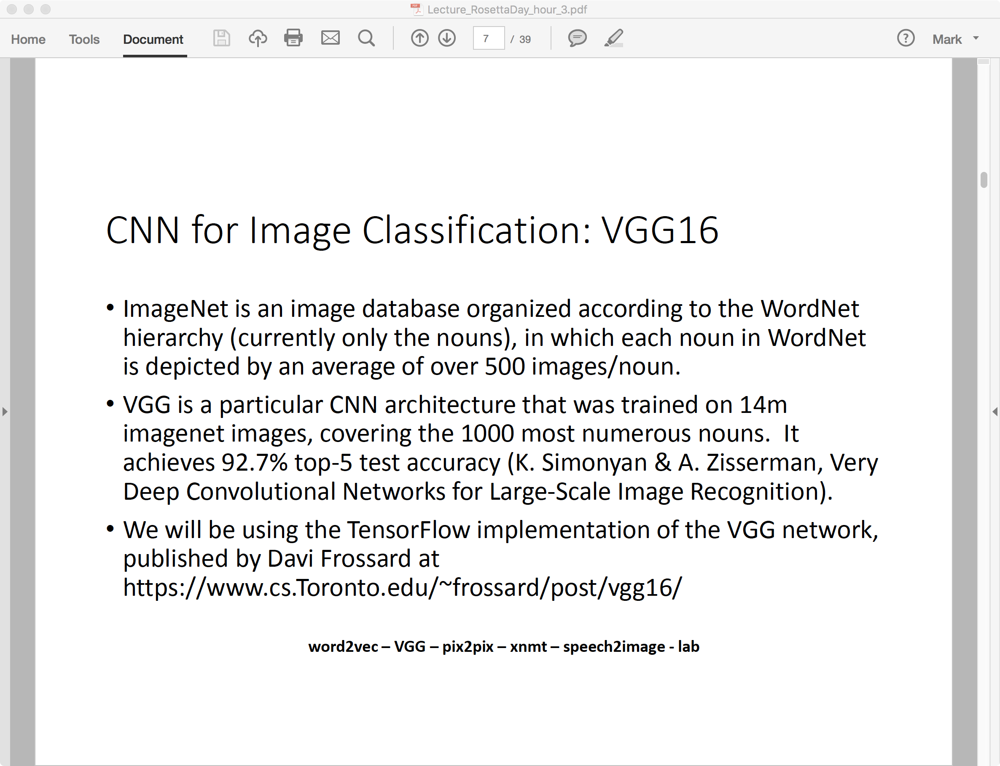 Lecture_RosettaDay_hour_3.pdf
Home Tools Document 7 / 39 Mark
CNN for Image Classification: VGG16
• ImageNet is an image database organized according to the WordNet
hierarchy (currently only the nouns), in which each noun in WordNet
is depicted by an average of over 500 images/noun.
• VGG is a particular CNN architecture that was trained on 14m
imagenet images, covering the 1000 most numerous nouns.  It
achieves 92.7% top-5 test accuracy (K. Simonyan & A. Zisserman, Very
Deep Convolutional Networks for Large-Scale Image Recognition).
• We will be using the TensorFlow implementation of the VGG network,
published by Davi Frossard at
https://www.cs.Toronto.edu/~frossard/post/vgg16/
word2vec – VGG – pix2pix – xnmt – speech2image - lab